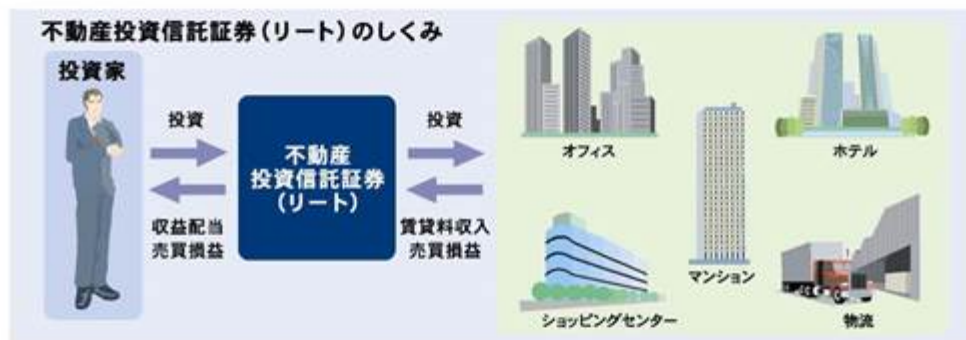 不動産投資信託証券(リート)のしくみ
投資家
投資
収益配当
売買損益
不動産
投資信託証券
(リート)
投資
賃貸料収入
売買損益
オフィス
ホテル
マンション
ショッピングセンター
物流